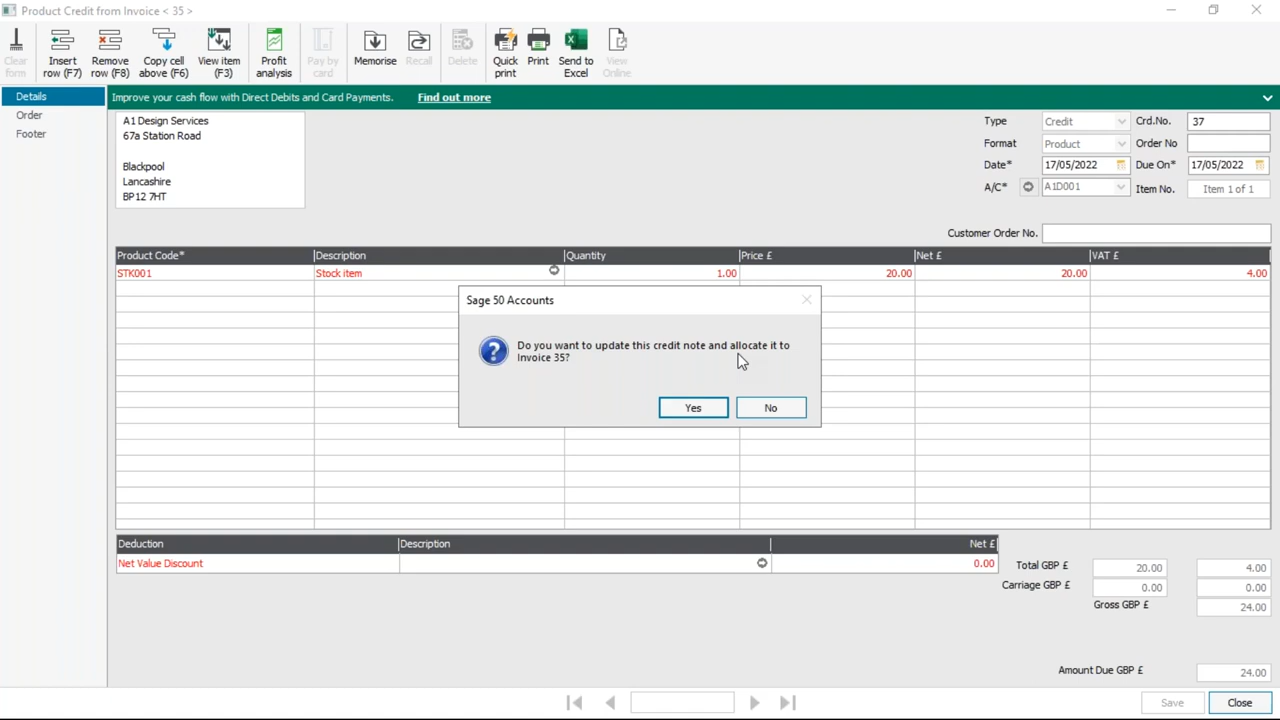 Product Credit from Invoice < 35 >
Clear form
Insert row (F7)
Remove row (F8)
Copy cell above (F6)
View item (F3)
Profit analysis
Pay by card
Memorise
Recall
Delete
Quick print
Print
Send to Excel
View Online
Details
Order
Footer
Improve your cash flow with Direct Debits and Card Payments. Find out more
A1 Design Services
67a Station Road
Blackpool
Lancashire
BP12 7HT
Type Credit Crd.No. 37
Format Product Order No
Date* 17/05/2022 Due On* 17/05/2022
A/C* A1D001 Item No. Item 1 of 1
Customer Order No.
Product Code* Description Quantity Price £ Net £ VAT £
STK001 Stock item 1.00 20.00 20.00 4.00
Sage 50 Accounts
Do you want to update this credit note and allocate it to
Invoice 35?
Yes No
Deduction Description Net £
Net Value Discount 0.00
Total GBP £ 20.00 4.00
Carriage GBP £ 0.00 0.00
Gross GBP £ 24.00
Amount Due GBP £ 24.00
Save Close